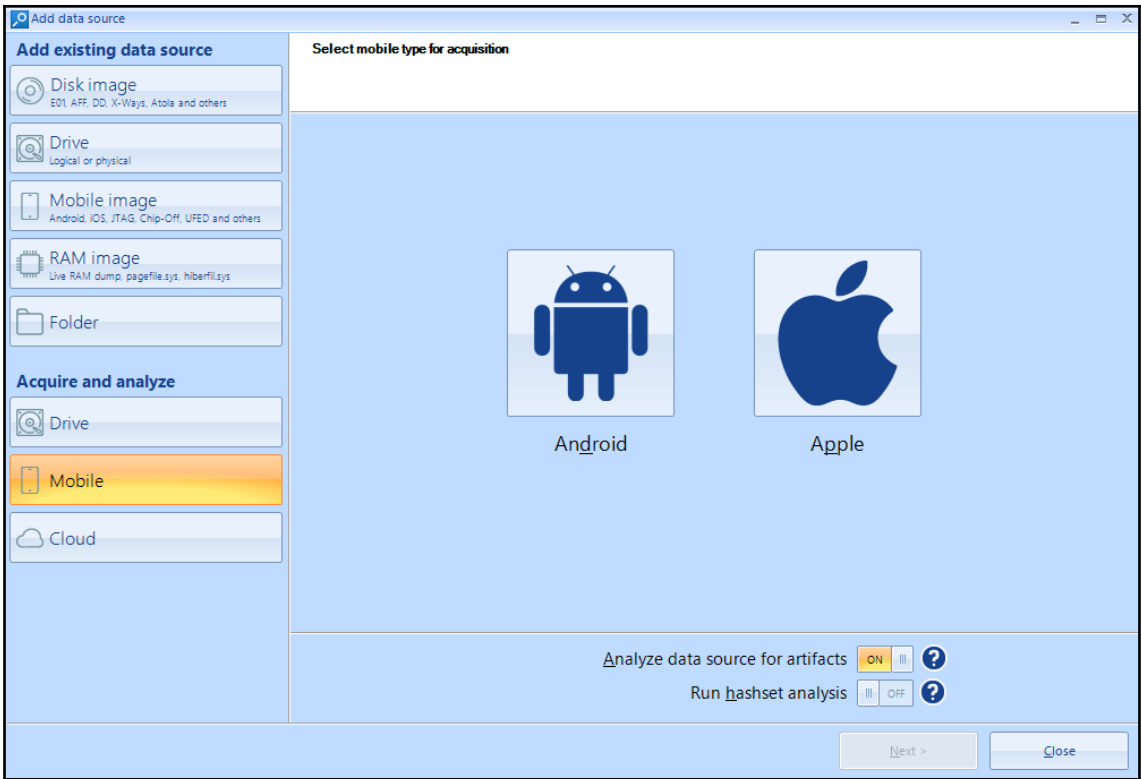 Add data source
Add existing data source
Disk image
E01, AFF, DD, X-Ways, Atola and others
Drive
Logical or physical
Mobile image
Android, iOS, JTAG, Chip-Off, UFED and others
RAM image
Live RAM dump, pagefile.sys, hiberfil.sys
Folder
Acquire and analyze
Drive
Mobile
Cloud
Select mobile type for acquisition
Android
Apple
Analyze data source for artifacts ON
Run hashset analysis OFF
Next >
Close